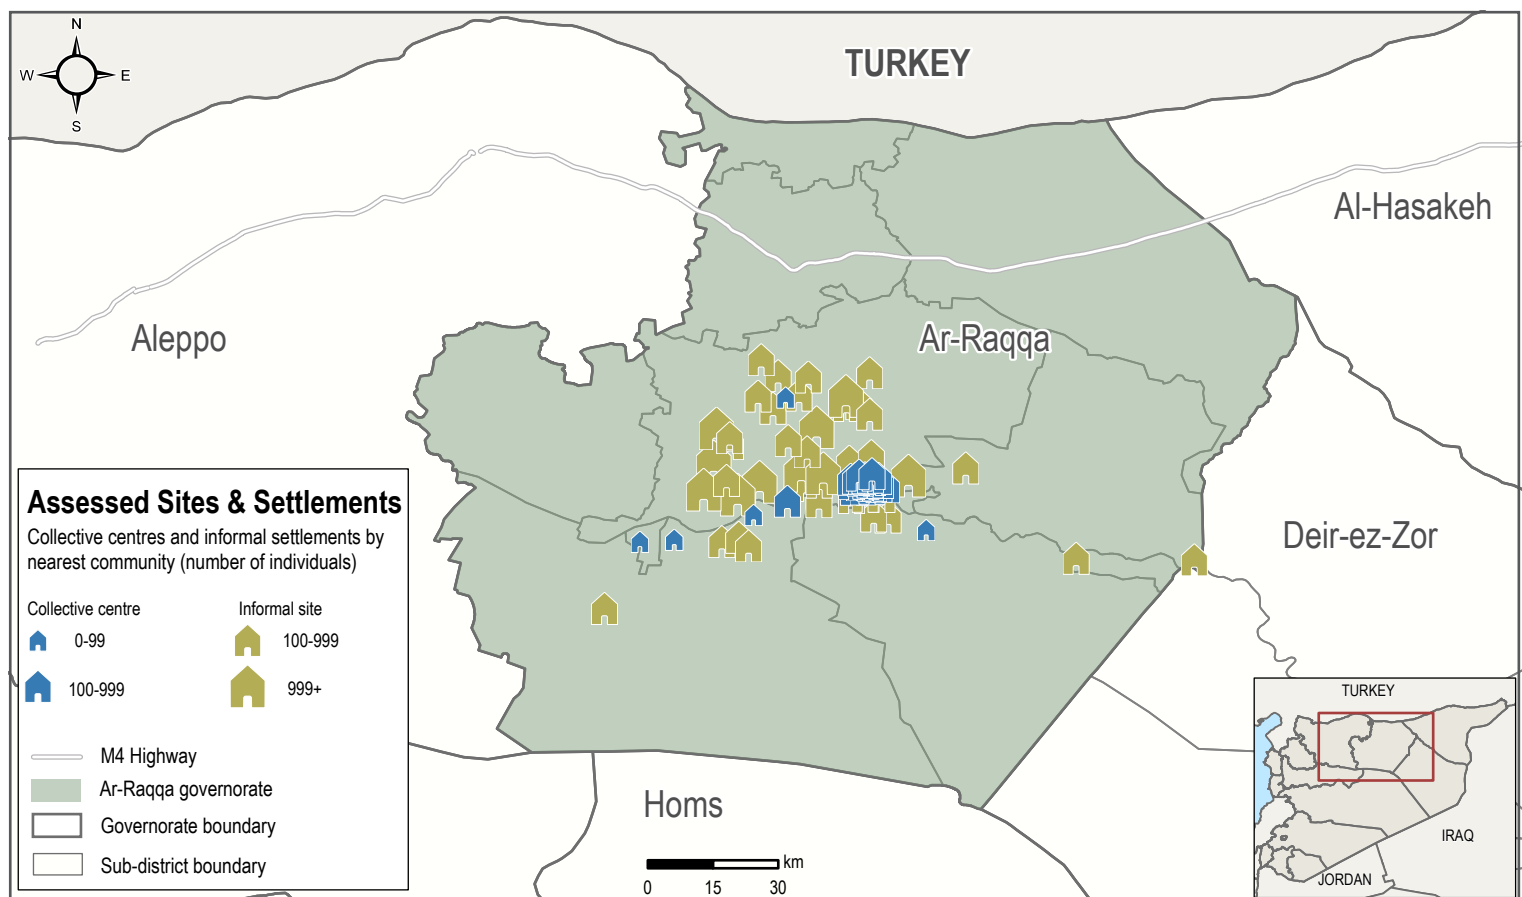 N
W
E
S
TURKEY
Al-Hasakeh
Aleppo
Ar-Raqqa
Deir-ez-Zor
Homs
Assessed Sites & Settlements
Collective centres and informal settlements by
nearest community (number of individuals)
Collective centre
Informal site
0-99
100-999
100-999
999+
M4 Highway
Ar-Raqqa governorate
Governorate boundary
Sub-district boundary
km
0
15
30
TURKEY
IRAQ
JORDAN